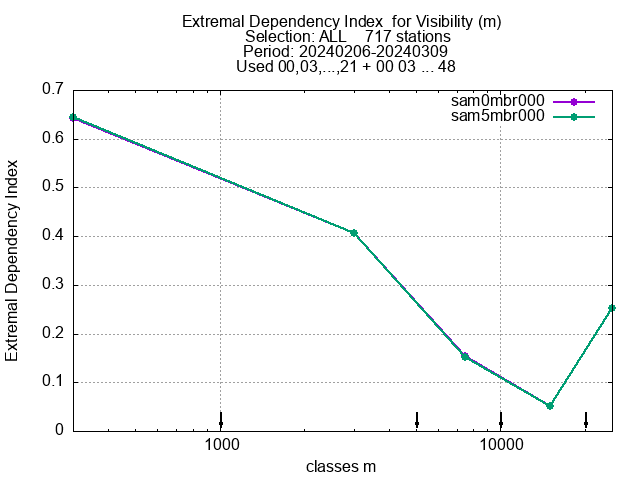 Extremal Dependency Index  for Visibility (m)
Selection: ALL    717 stations
Period: 20240206-20240309
Used 00,03,...,21 + 00 03 ... 48
sam0mbr000
sam5mbr000
Extremal Dependency Index
0.7
0.6
0.5
0.4
0.3
0.2
0.1
0
1000
10000
classes m